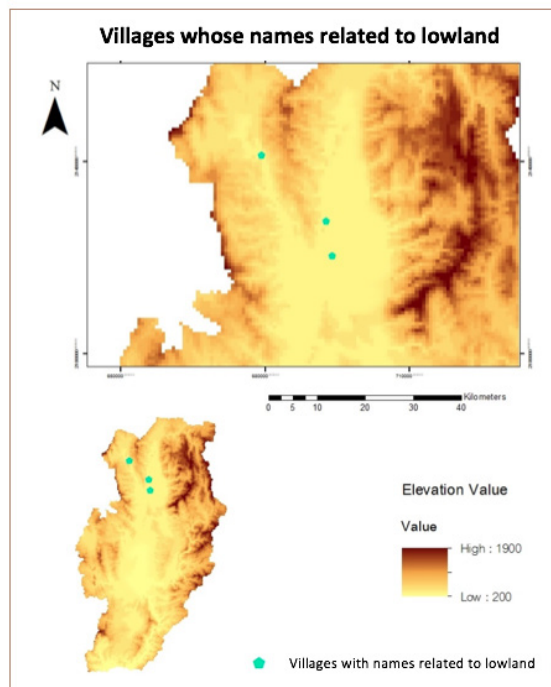 Villages whose names related to lowland
N
Kilometers
0 5 10 20 30 40
Elevation Value
Value
High : 1900
Low : 200
Villages with names related to lowland